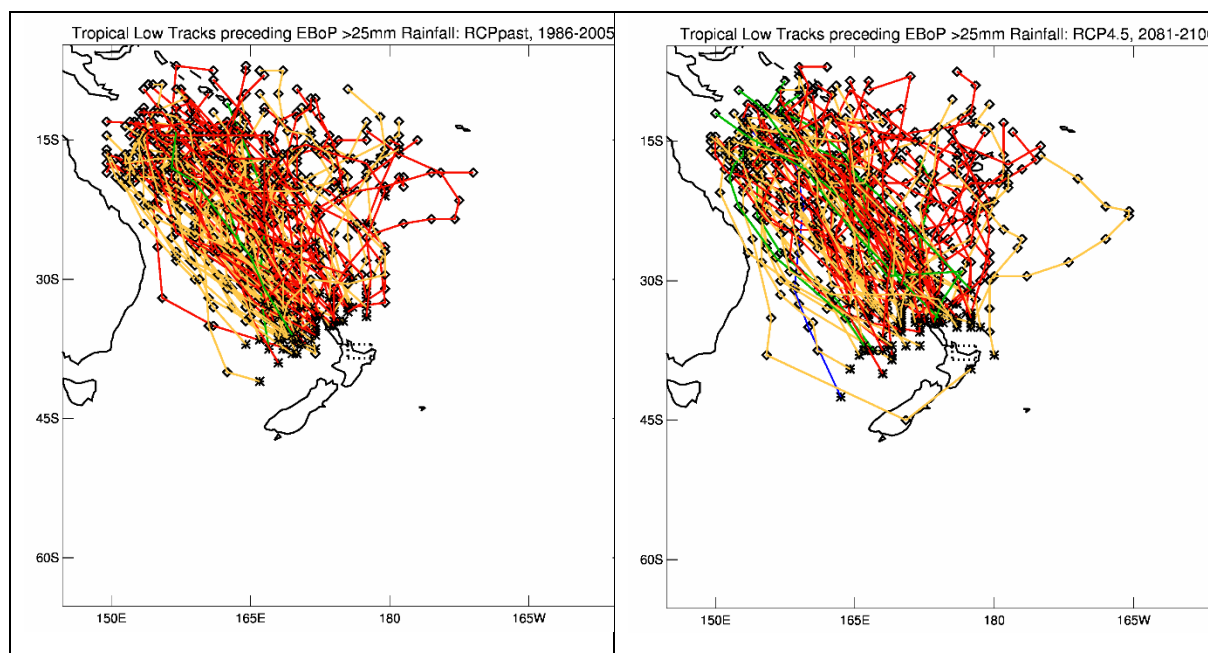 Tropical Low Tracks preceding EBoP >25mm Rainfall: RCPpast, 1986-2005
15S
30S
45S
60S
150E 165E 180 165W
Tropical Low Tracks preceding EBoP >25mm Rainfall: RCP4.5, 2081-210
15S
30S
45S
60S
150E 165E 180 165W